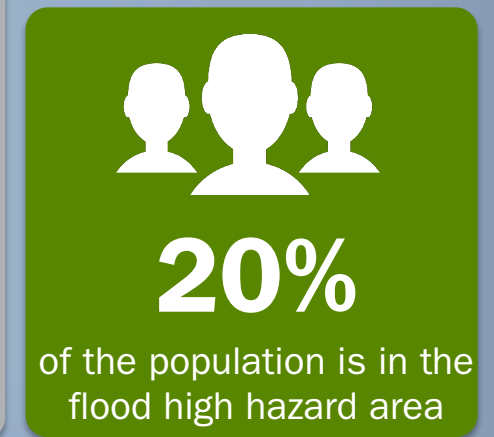 20%
of the population is in the
flood high hazard area